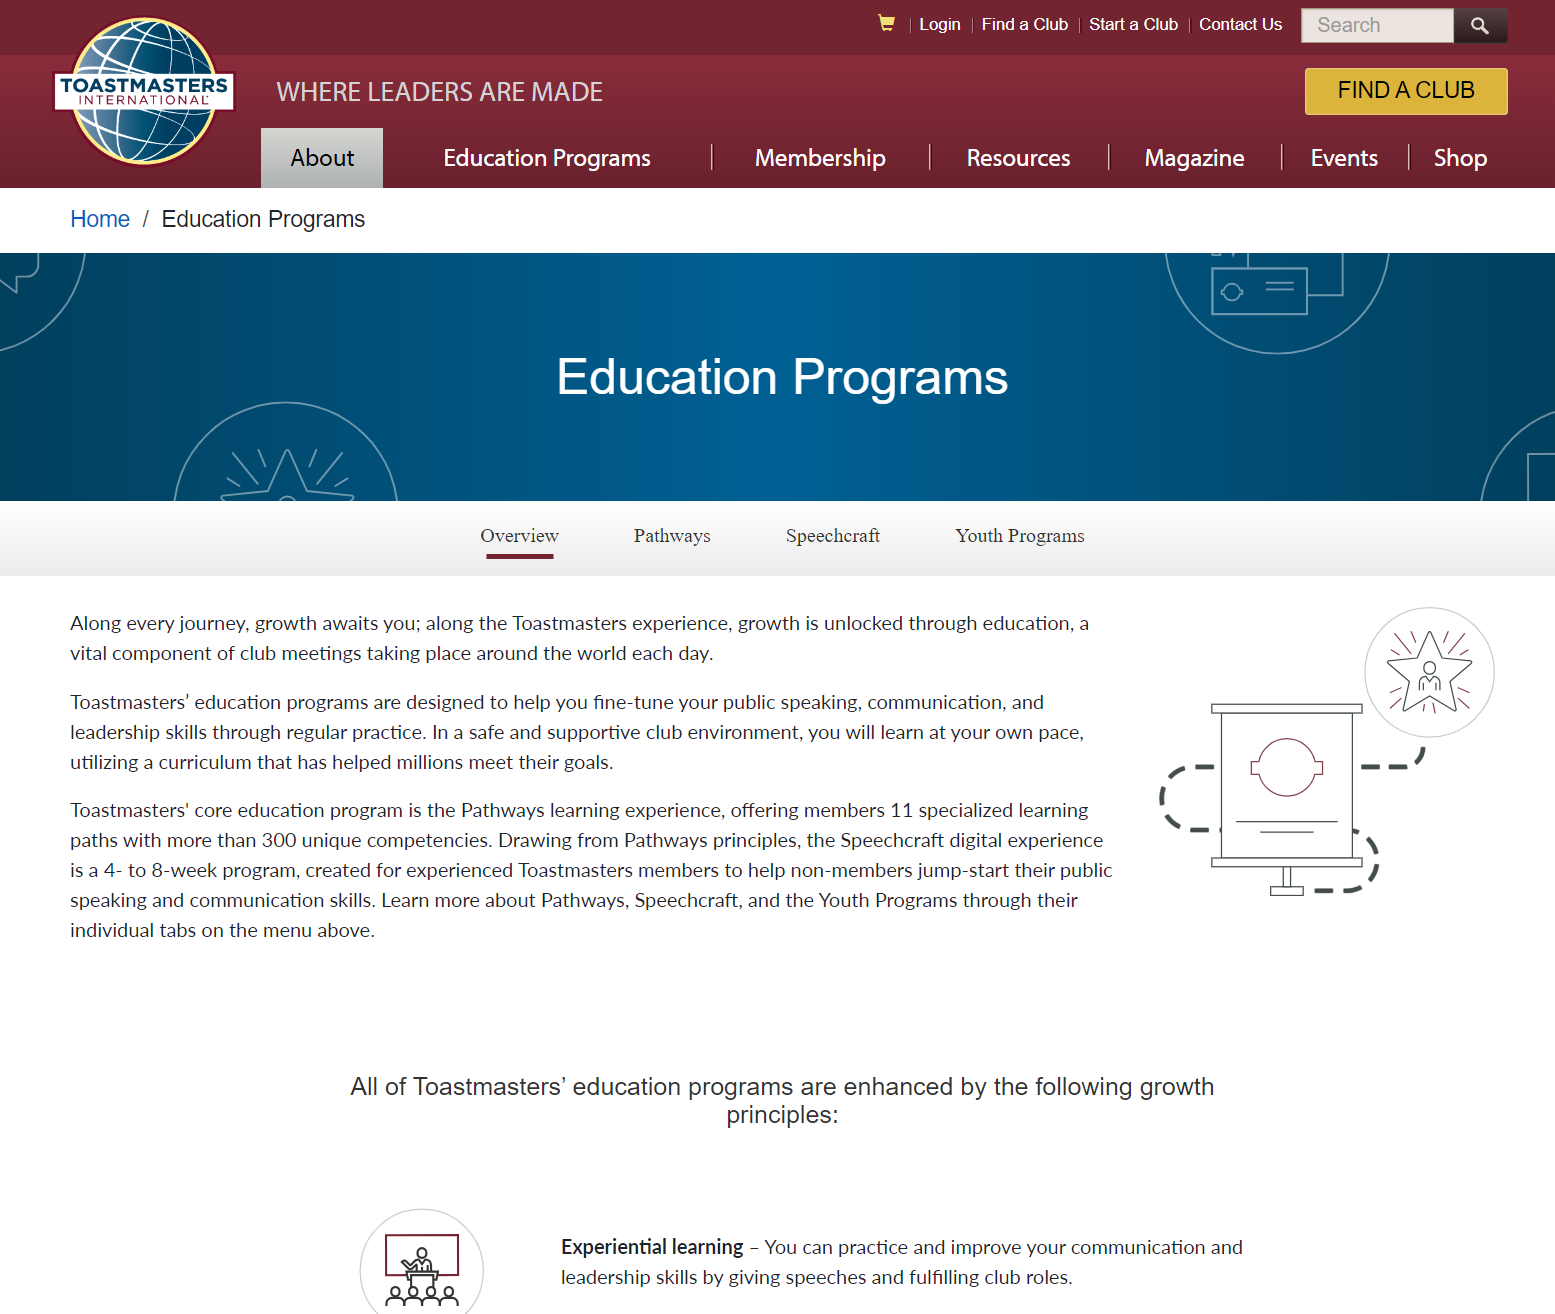 Login
Find a Club
Start a Club
Contact Us
Search
TOASTMASTERS
INTERNATIONAL
WHERE LEADERS ARE MADE
FIND A CLUB
About
Education Programs
Membership
Resources
Magazine
Events
Shop
Home / Education Programs
Education Programs
Overview
Pathways
Speechcraft
Youth Programs
Along every journey, growth awaits you; along the Toastmasters experience, growth is unlocked through education, a
vital component of club meetings taking place around the world each day.
Toastmasters’ education programs are designed to help you fine-tune your public speaking, communication, and
leadership skills through regular practice. In a safe and supportive club environment, you will learn at your own pace,
utilizing a curriculum that has helped millions meet their goals.
Toastmasters' core education program is the Pathways learning experience, offering members 11 specialized learning
paths with more than 300 unique competencies. Drawing from Pathways principles, the Speechcraft digital experience
is a 4- to 8-week program, created for experienced Toastmasters members to help non-members jump-start their public
speaking and communication skills. Learn more about Pathways, Speechcraft, and the Youth Programs through their
individual tabs on the menu above.
All of Toastmasters’ education programs are enhanced by the following growth
principles:
Experiential learning – You can practice and improve your communication and
leadership skills by giving speeches and fulfilling club roles.